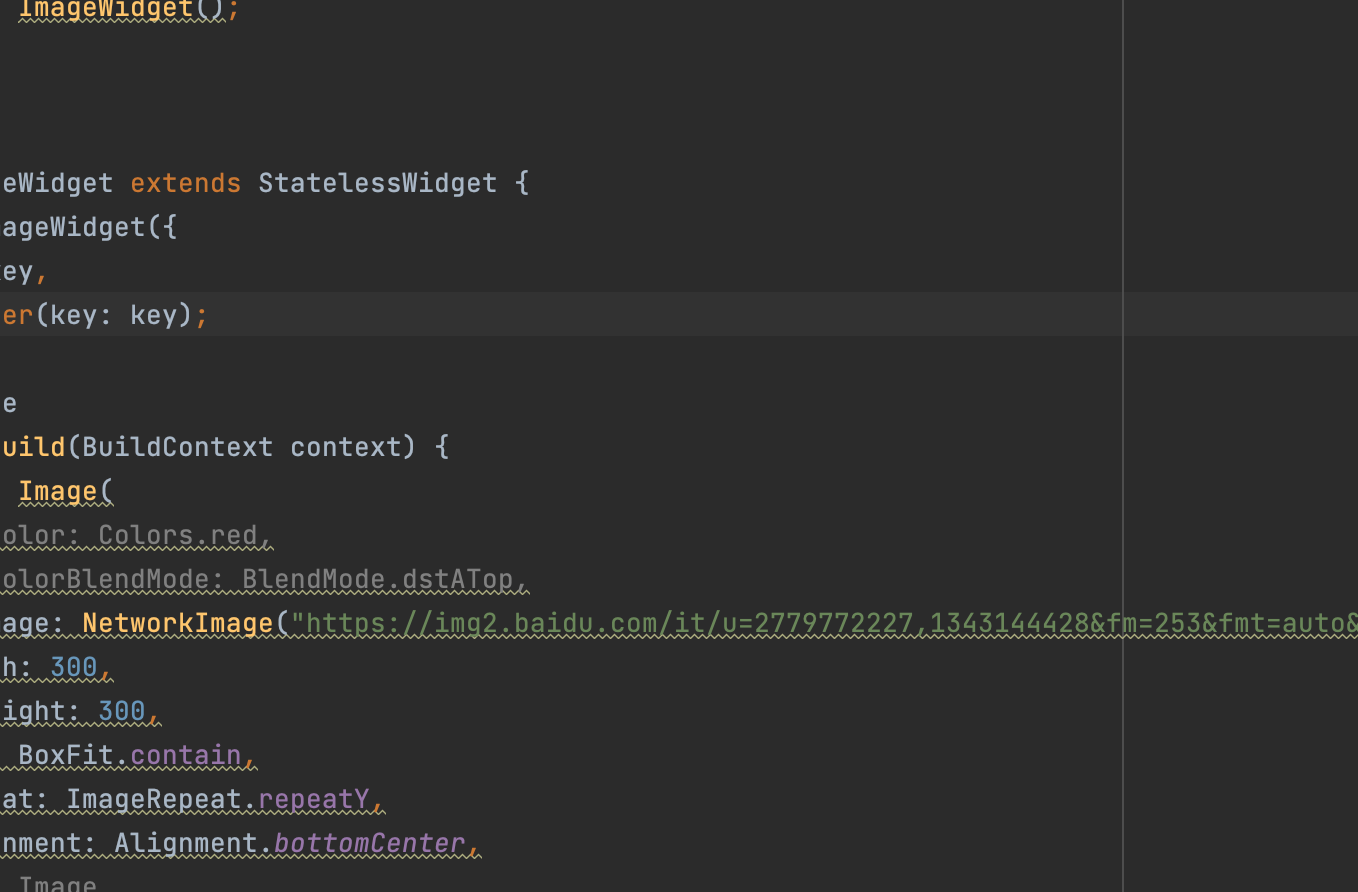 ImageWidget();
eWidget extends StatelessWidget {
ageWidget({
ey,
er(key: key);
e
uild(BuildContext context) {
Image(
olor: Colors.red,
olorBlendMode: BlendMode.dstATop,
age: NetworkImage("https://img2.baidu.com/it/u=2779772227,1343144428&fm=253&fmt=auto&
h: 300,
ight: 300,
BoxFit.contain,
at: ImageRepeat.repeatY,
nment: Alignment.bottomCenter,
Image